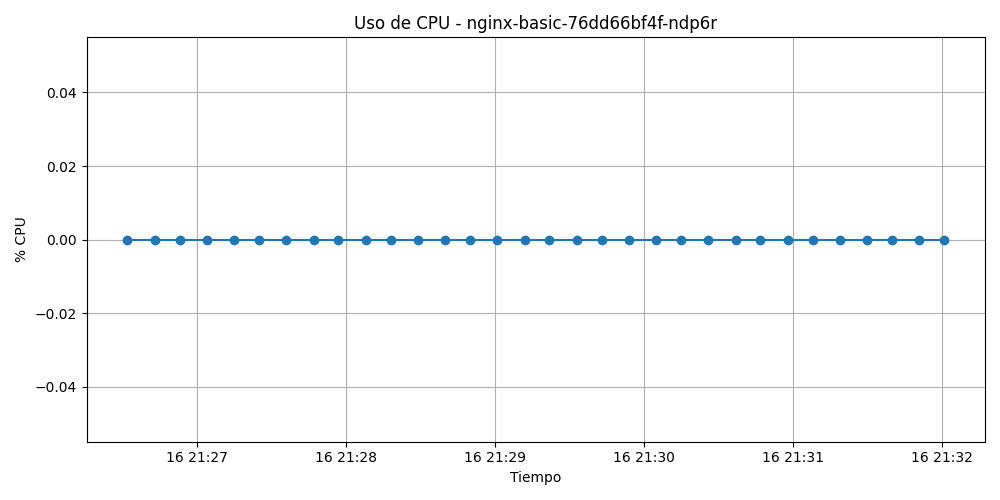 Uso de CPU - nginx-basic-76dd66bf4f-ndp6r
% CPU
0.04
0.02
0.00
−0.02
−0.04
16 21:27 16 21:28 16 21:29 16 21:30 16 21:31 16 21:32
Tiempo